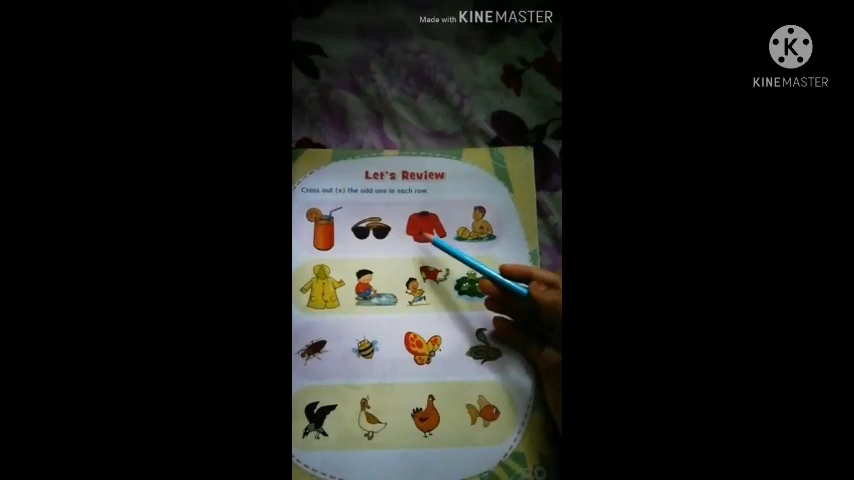 Made with KINEMASTER
KINEMASTER
Let's Review
Cross out (x) the odd one in each row.